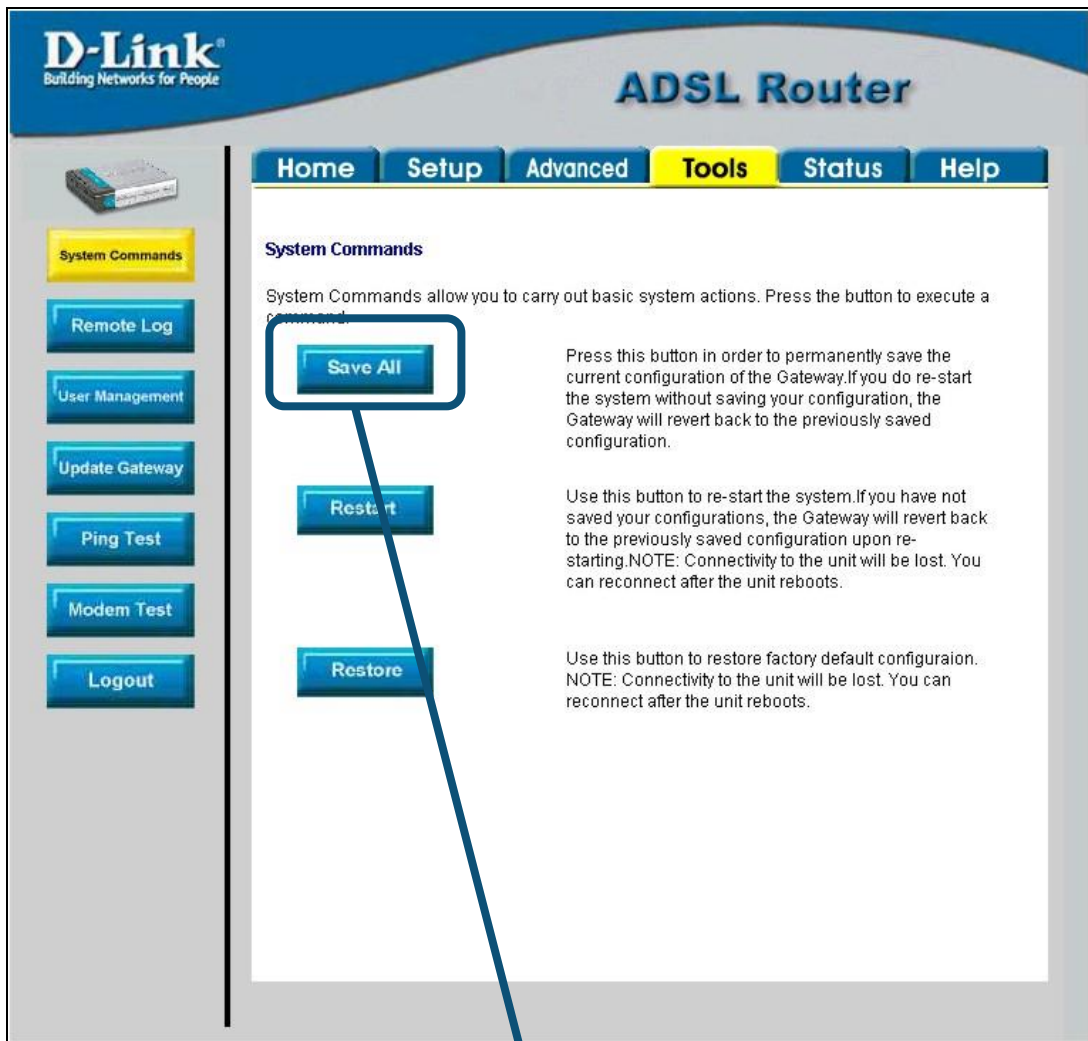 D-Link®
Building Networks for People
ADSL Router
Home Setup Advanced Tools Status Help
System Commands
Remote Log
User Management
Update Gateway
Ping Test
Modem Test
Logout
System Commands
System Commands allow you to carry out basic system actions. Press the button to execute a
command.
Save All
Press this button in order to permanently save the
current configuration of the Gateway.If you do re-start
the system without saving your configuration, the
Gateway will revert back to the previously saved
configuration.
Restart
Use this button to re-start the system.If you have not
saved your configurations, the Gateway will revert back
to the previously saved configuration upon re-
starting.NOTE: Connectivity to the unit will be lost. You
can reconnect after the unit reboots.
Restore
Use this button to restore factory default configuraion.
NOTE: Connectivity to the unit will be lost. You can
reconnect after the unit reboots.